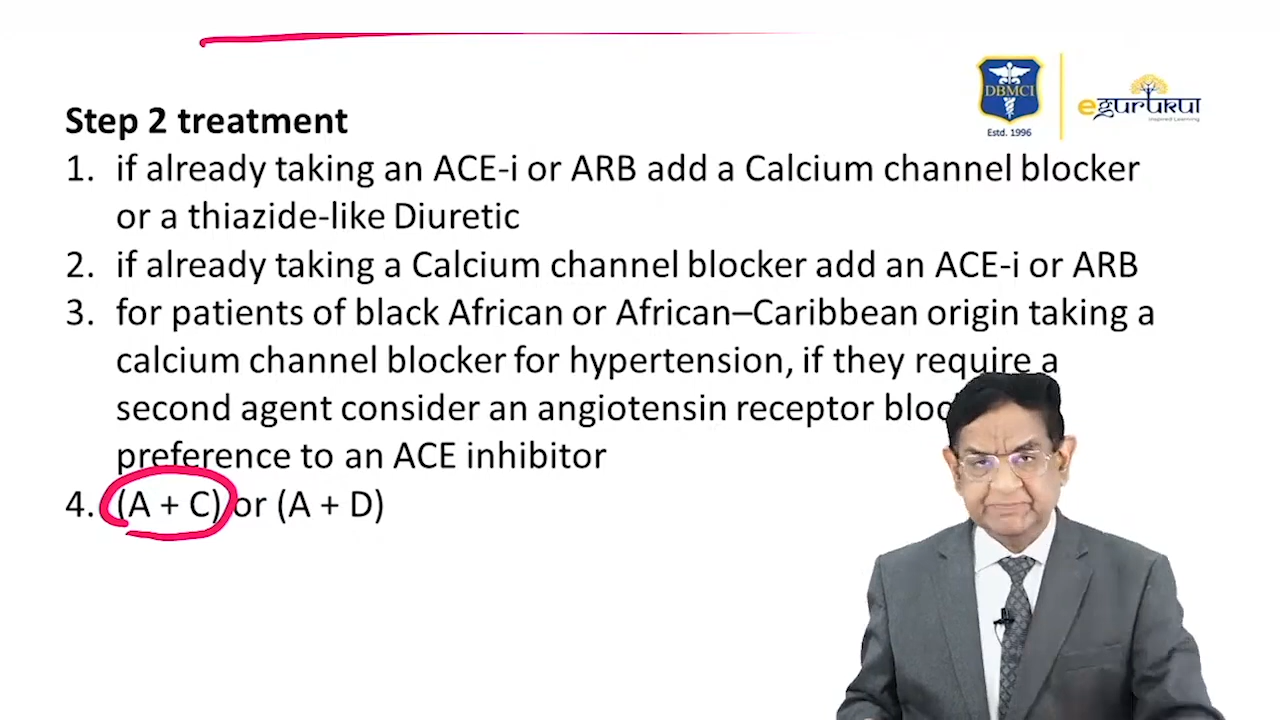 DBMCI
Estd. 1996
eGURUKUL
Inspired Learning
Step 2 treatment
1. if already taking an ACE-i or ARB add a Calcium channel blocker
or a thiazide-like Diuretic
2. if already taking a Calcium channel blocker add an ACE-i or ARB
3. for patients of black African or African–Caribbean origin taking a
calcium channel blocker for hypertension, if they require a
second agent consider an angiotensin receptor
preference to an ACE inhibitor
4. (A + C) or (A + D)